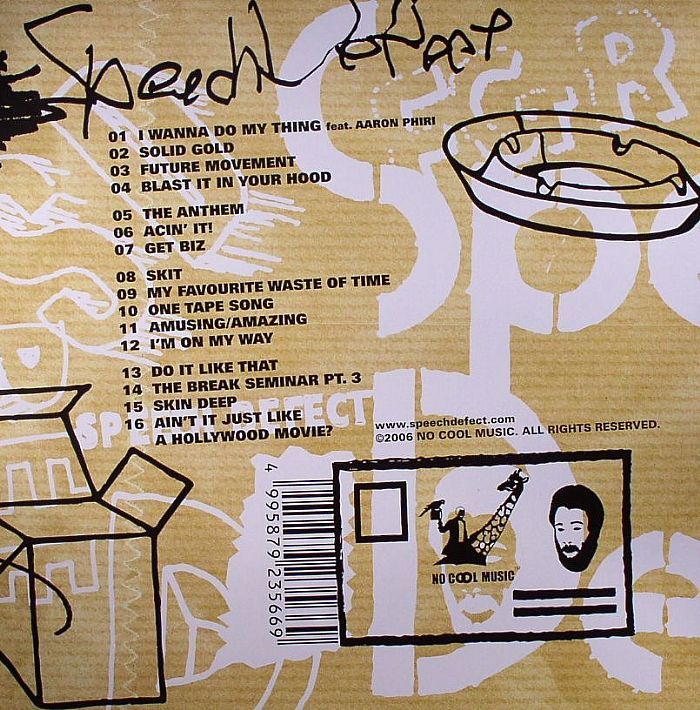 Speech Defect
01 I WANNA DO MY THING feat. AARON PHIRI
02 SOLID GOLD
03 FUTURE MOVEMENT
04 BLAST IT IN YOUR HOOD
05 THE ANTHEM
06 ACIN' IT!
07 GET BIZ
08 SKIT
09 MY FAVOURITE WASTE OF TIME
10 ONE TAPE SONG
11 AMUSING/AMAZING
12 I'M ON MY WAY
13 DO IT LIKE THAT
14 THE BREAK SEMINAR PT. 3
15 SKIN DEEP
16 AIN'T IT JUST LIKE
A HOLLYWOOD MOVIE?
SPEECH DEFECT
www.speechdefect.com
©2006 NO COOL MUSIC. ALL RIGHTS RESERVED.
4 995879 235669
NO COOL MUSIC